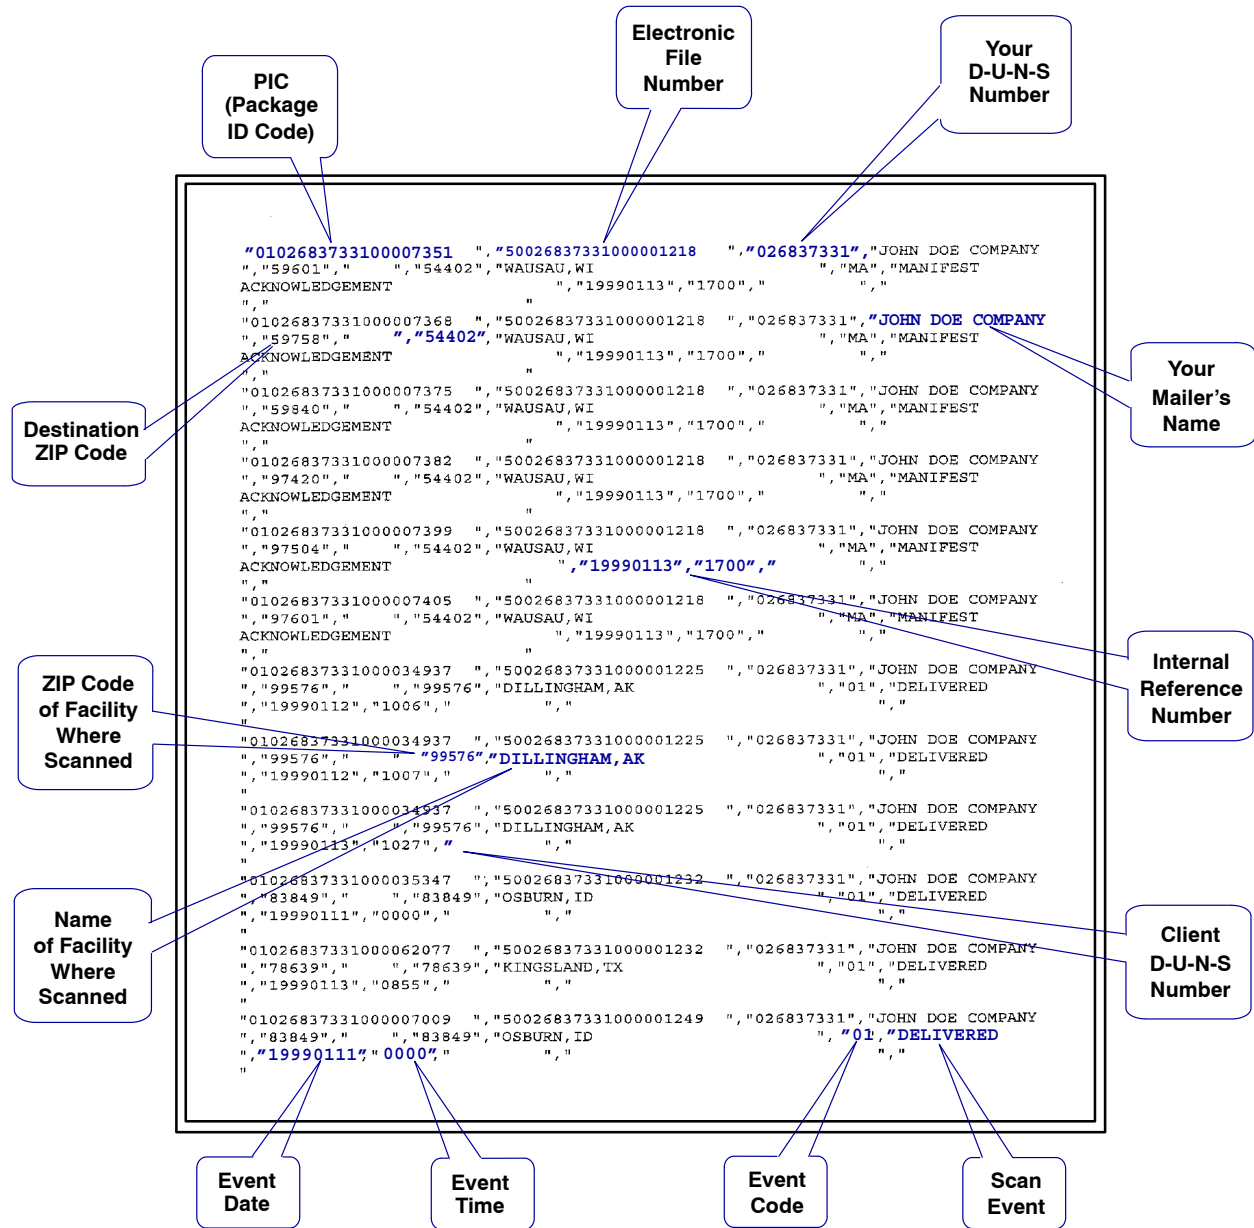 Electronic
File
Number
Your
D-U-N-S
Number
PIC
(Package
ID Code)
"0102683733100007351 ","50026837331000001218 ","026837331","JOHN DOE COMPANY
","59601"," ","54402","WAUSAU,WI ","MA","MANIFEST
ACKNOWLEDGEMENT ","19990113","1700"," ","
"," "
"01026837331000007368 ","50026837331000001218 ","026837331","JOHN DOE COMPANY
","59758"," ","54402","WAUSAU,WI ","MA","MANIFEST
ACKNOWLEDGEMENT ","19990113","1700"," ","
"," "
"01026837331000007375 ","50026837331000001218 ","026837331","JOHN DOE COMPANY
","59840"," ","54402","WAUSAU,WI ","MA","MANIFEST
ACKNOWLEDGEMENT ","19990113","1700"," ","
"," "
"01026837331000007382 ","50026837331000001218 ","026837331","JOHN DOE COMPANY
","97420"," ","54402","WAUSAU,WI ","MA","MANIFEST
ACKNOWLEDGEMENT ","19990113","1700"," ","
"," "
"01026837331000007399 ","50026837331000001218 ","026837331","JOHN DOE COMPANY
","97504"," ","54402","WAUSAU,WI ","MA","MANIFEST
ACKNOWLEDGEMENT ","19990113","1700"," ","
"," "
"01026837331000007405 ","50026837331000001218 ","026837331","JOHN DOE COMPANY
","97601"," ","54402","WAUSAU,WI ","MA","MANIFEST
ACKNOWLEDGEMENT ","19990113","1700"," ","
"," "
"01026837331000034937 ","50026837331000001225 ","026837331","JOHN DOE COMPANY
","99576"," ","99576","DILLINGHAM,AK ","01","DELIVERED
","19990112","1006"," "," ","
"
"01026837331000034937 ","50026837331000001225 ","026837331","JOHN DOE COMPANY
","99576"," "99576","DILLINGHAM,AK ","01","DELIVERED
","19990112","1007"," "," ","
"
"01026837331000034937 ","50026837331000001225 ","026837331","JOHN DOE COMPANY
","99576"," ","99576","DILLINGHAM,AK ","01","DELIVERED
","19990113","1027"," "," ","
"
"01026837331000035347 ","50026837331000001232 ","026837331","JOHN DOE COMPANY
","83849"," ","83849","OSBURN,ID ","01","DELIVERED
","19990111","0000"," "," ","
"
"01026837331000062077 ","50026837331000001232 ","026837331","JOHN DOE COMPANY
","78639"," ","78639","KINGSLAND,TX ","01","DELIVERED
","19990113","0855"," "," ","
"
"01026837331000007009 ","50026837331000001249 ","026837331","JOHN DOE COMPANY
","83849"," ","83849","OSBURN,ID ", "01","DELIVERED
","19990111","0000"," "," ","
"
Destination
ZIP Code
Your
Mailer's
Name
ZIP Code
of Facility
Where
Scanned
Internal
Reference
Number
Name
of Facility
Where
Scanned
Client
D-U-N-S
Number
Event
Date
Event
Time
Event
Code
Scan
Event